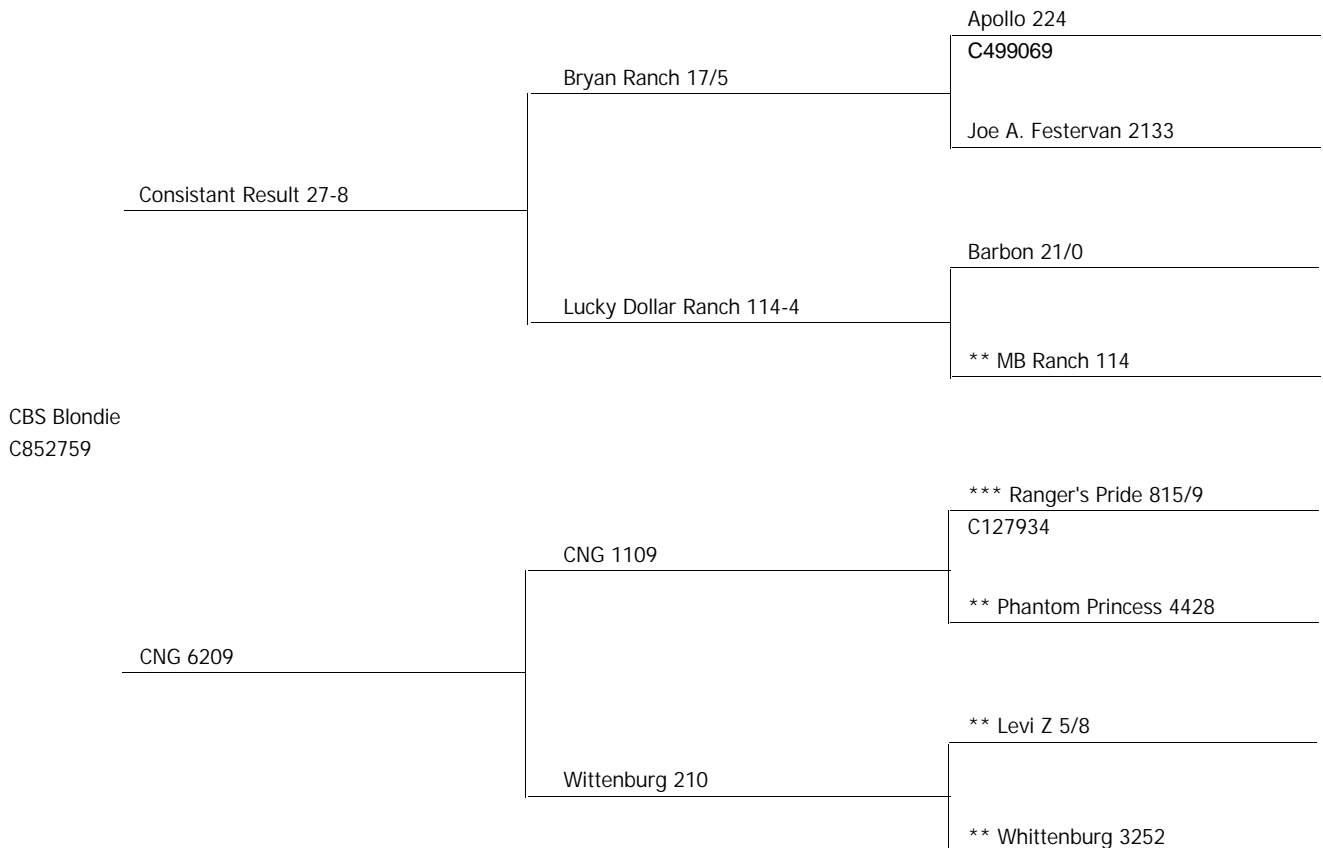 Apollo 224
C499069
Bryan Ranch 17/5
Joe A. Festervan 2133
Consistant Result 27-8
Barbon 21/0
Lucky Dollar Ranch 114-4
** MB Ranch 114
CBS Blondie
C852759
*** Ranger's Pride 815/9
C127934
CNG 1109
** Phantom Princess 4428
CNG 6209
** Levi Z 5/8
Wittenburg 210
** Whittenburg 3252